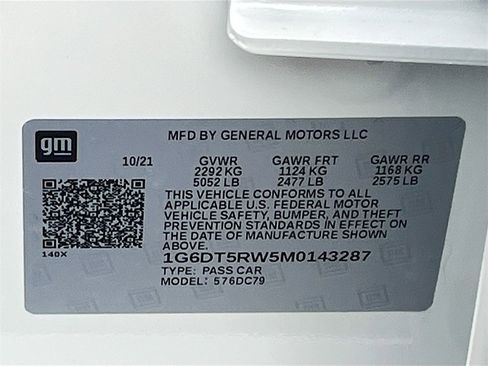 gm
MFD BY GENERAL MOTORS LLC
10/21 GVWR GAWR FRT GAWR RR
2292 KG 1124 KG 1168 KG
5052 LB 2477 LB 2575 LB
THIS VEHICLE CONFORMS TO ALL
APPLICABLE U.S. FEDERAL MOTOR
VEHICLE SAFETY, BUMPER, AND THEFT
PREVENTION STANDARDS IN EFFECT ON
THE DATE OF MANUFACTURE SHOWN
ABOVE.
140X
1G6DT5RW5M0143287
TYPE: PASS CAR
MODEL: 576DC79